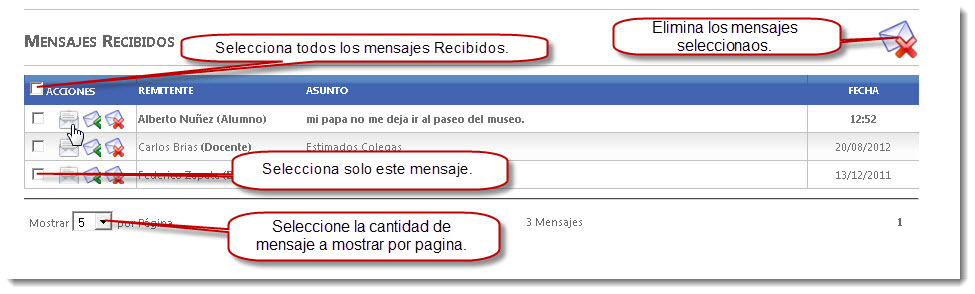 Elimina los mensajes
seleccionaos.
MENSAJES RECIBIDOS
Selecciona todos los mensajes Recibidos.
ACCIONES REMITENTE ASUNTO FECHA
Alberto Nuñez (Alumno) mi papa no me deja ir al paseo del museo. 12:52
Carlos Brias (Docente) Estimados Colegas 20/08/2012
Selecciona solo este mensaje.
Federico Zapata 13/12/2011
Mostrar 5 por Página 3 Mensajes 1
Seleccione la cantidad de
mensaje a mostrar por pagina.